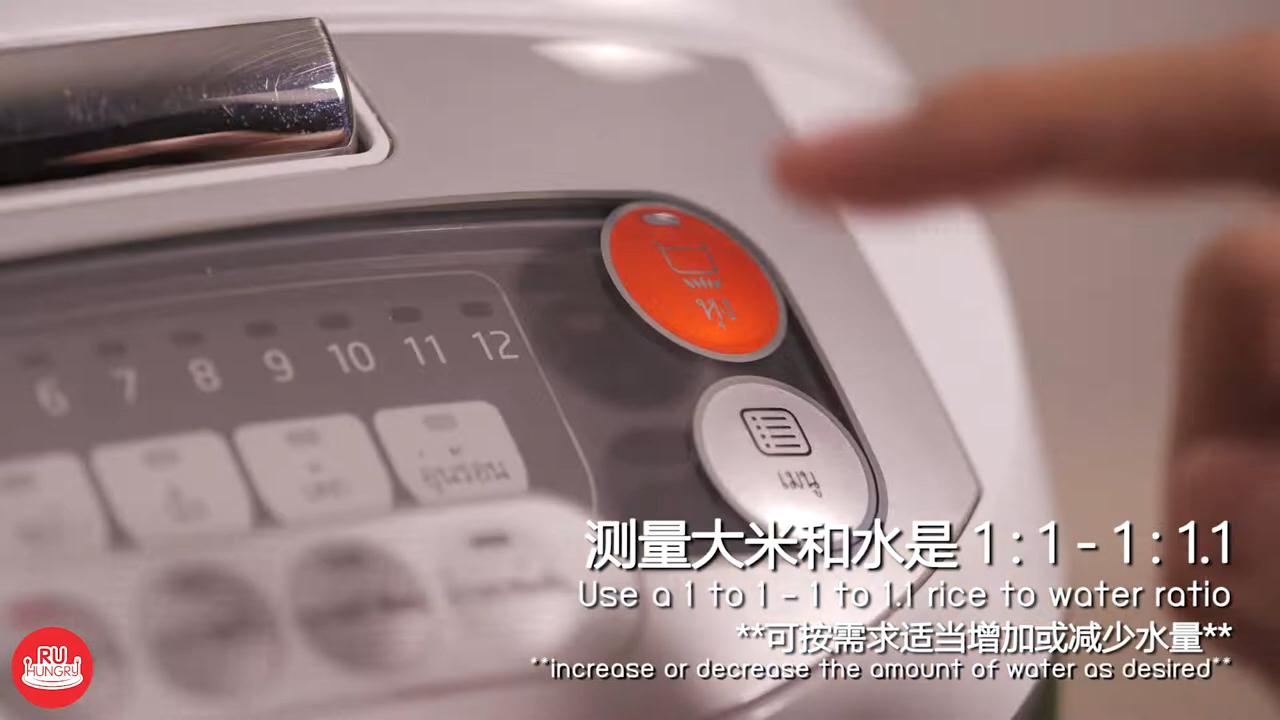 6 7 8 9 10 11 12
หุง
เมนู
อุ่นร้อน
测量大米和水是 1 : 1 - 1 : 1.1
Use a 1 to 1 - 1 to 1.1 rice to water ratio
**可按需求适当增加或减少水量**
**increase or decrease the amount of water as desired**
RU
HUNGRY